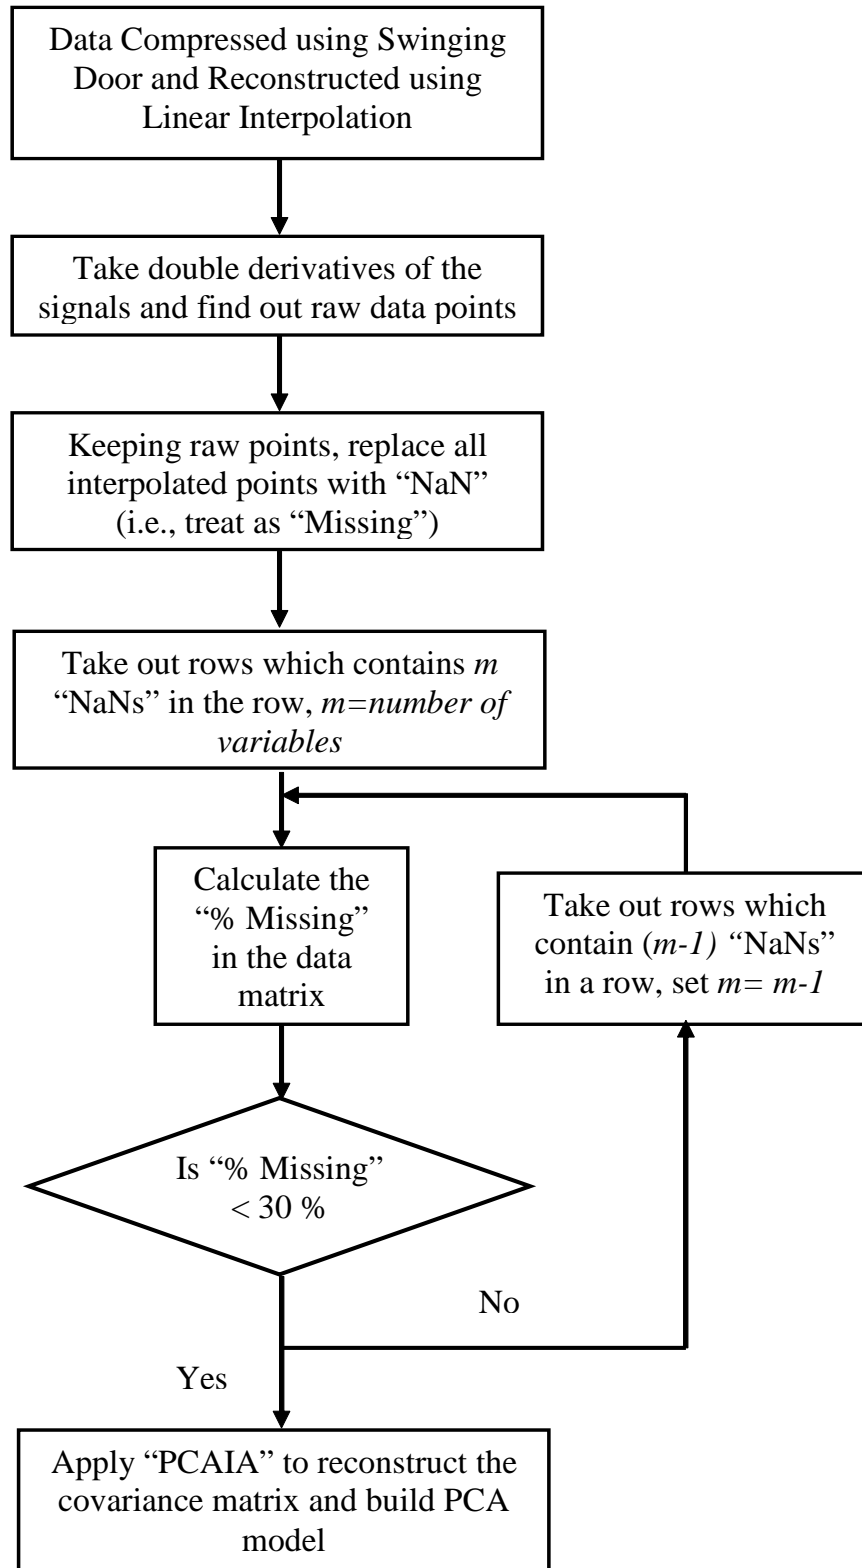 Data Compressed using Swinging
Door and Reconstructed using
Linear Interpolation
Take double derivatives of the
signals and find out raw data points
Keeping raw points, replace all
interpolated points with “NaN”
(i.e., treat as “Missing”)
Take out rows which contains m
“NaNs” in the row, m=number of
variables
Calculate the
“% Missing”
in the data
matrix
Take out rows which
contain (m-1) “NaNs”
in a row, set m= m-1
Is “% Missing”
< 30 %
No
Yes
Apply “PCAIA” to reconstruct the
covariance matrix and build PCA
model